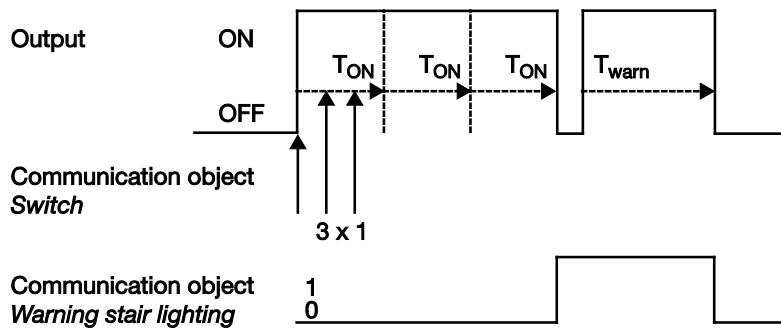 Output ON
T_ON T_ON T_ON T_warn
OFF
Communication object
Switch
3 x 1
Communication object 1
Warning stair lighting 0